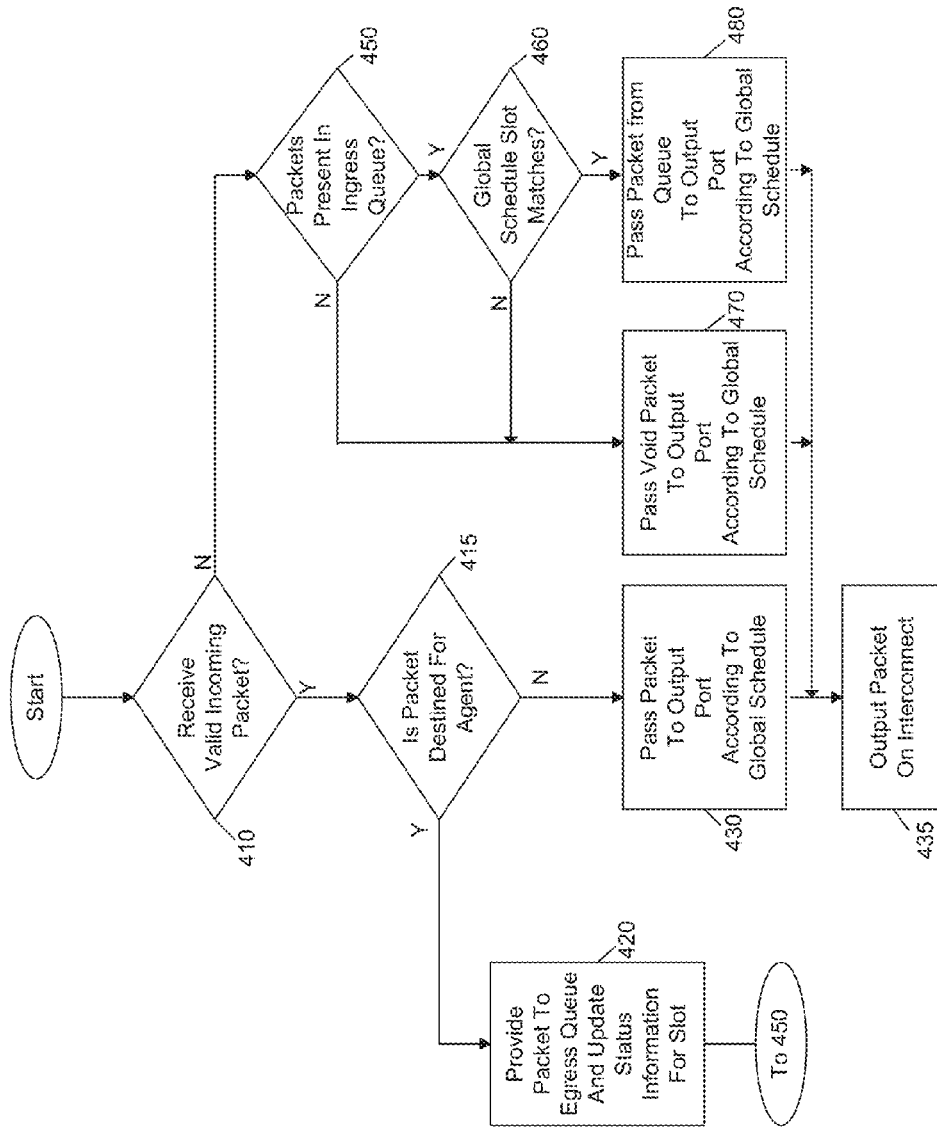 Start
Receive
Valid Incoming
Packet?
410
N
Y
Is Packet
Destined For
Agent?
415
Y
N
Provide
Packet To
Egress Queue
And Update
Status
Information
For Slot
420
To 450
Pass Packet
To Output
Port
According To
Global Schedule
430
Output Packet
On Interconnect
435
Packets
Present In
Ingress
Queue?
450
N
Y
Global
Schedule Slot
Matches?
460
N
Y
Pass Void Packet
To Output
Port
According To Global
Schedule
470
Pass Packet from
Queue
To Output
Port
According To Global
Schedule
480